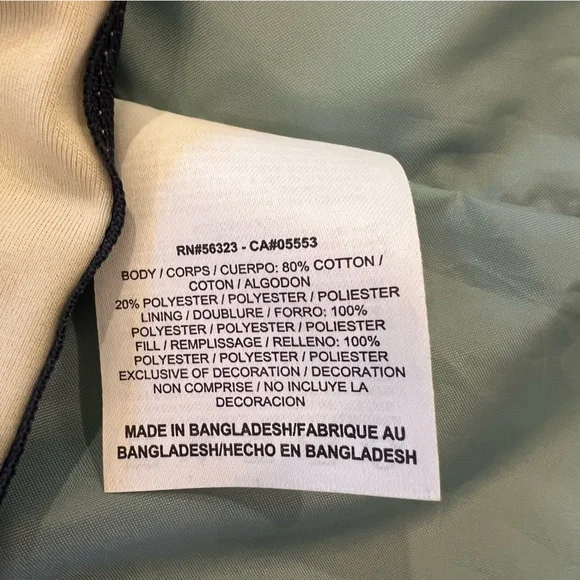 RN#56323 - CA#05553
BODY / CORPS / CUERPO: 80% COTTON /
COTON / ALGODON
20% POLYESTER / POLYESTER / POLIESTER
LINING / DOUBLURE / FORRO: 100%
POLYESTER / POLYESTER / POLIESTER
FILL / REMPLISSAGE / RELLENO: 100%
POLYESTER / POLYESTER / POLIESTER
EXCLUSIVE OF DECORATION / DECORATION
NON COMPRISE / NO INCLUYE LA
DECORACION
MADE IN BANGLADESH/FABRIQUE AU
BANGLADESH/HECHO EN BANGLADESH